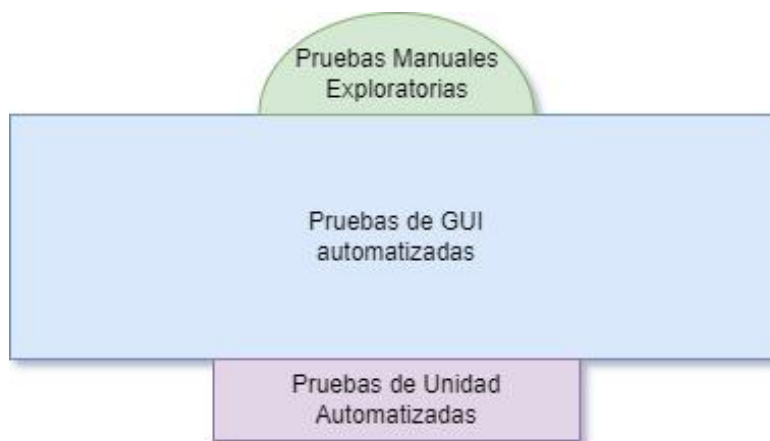 Pruebas Manuales
Exploratorias
Pruebas de GUI
automatizadas
Pruebas de Unidad
Automatizadas